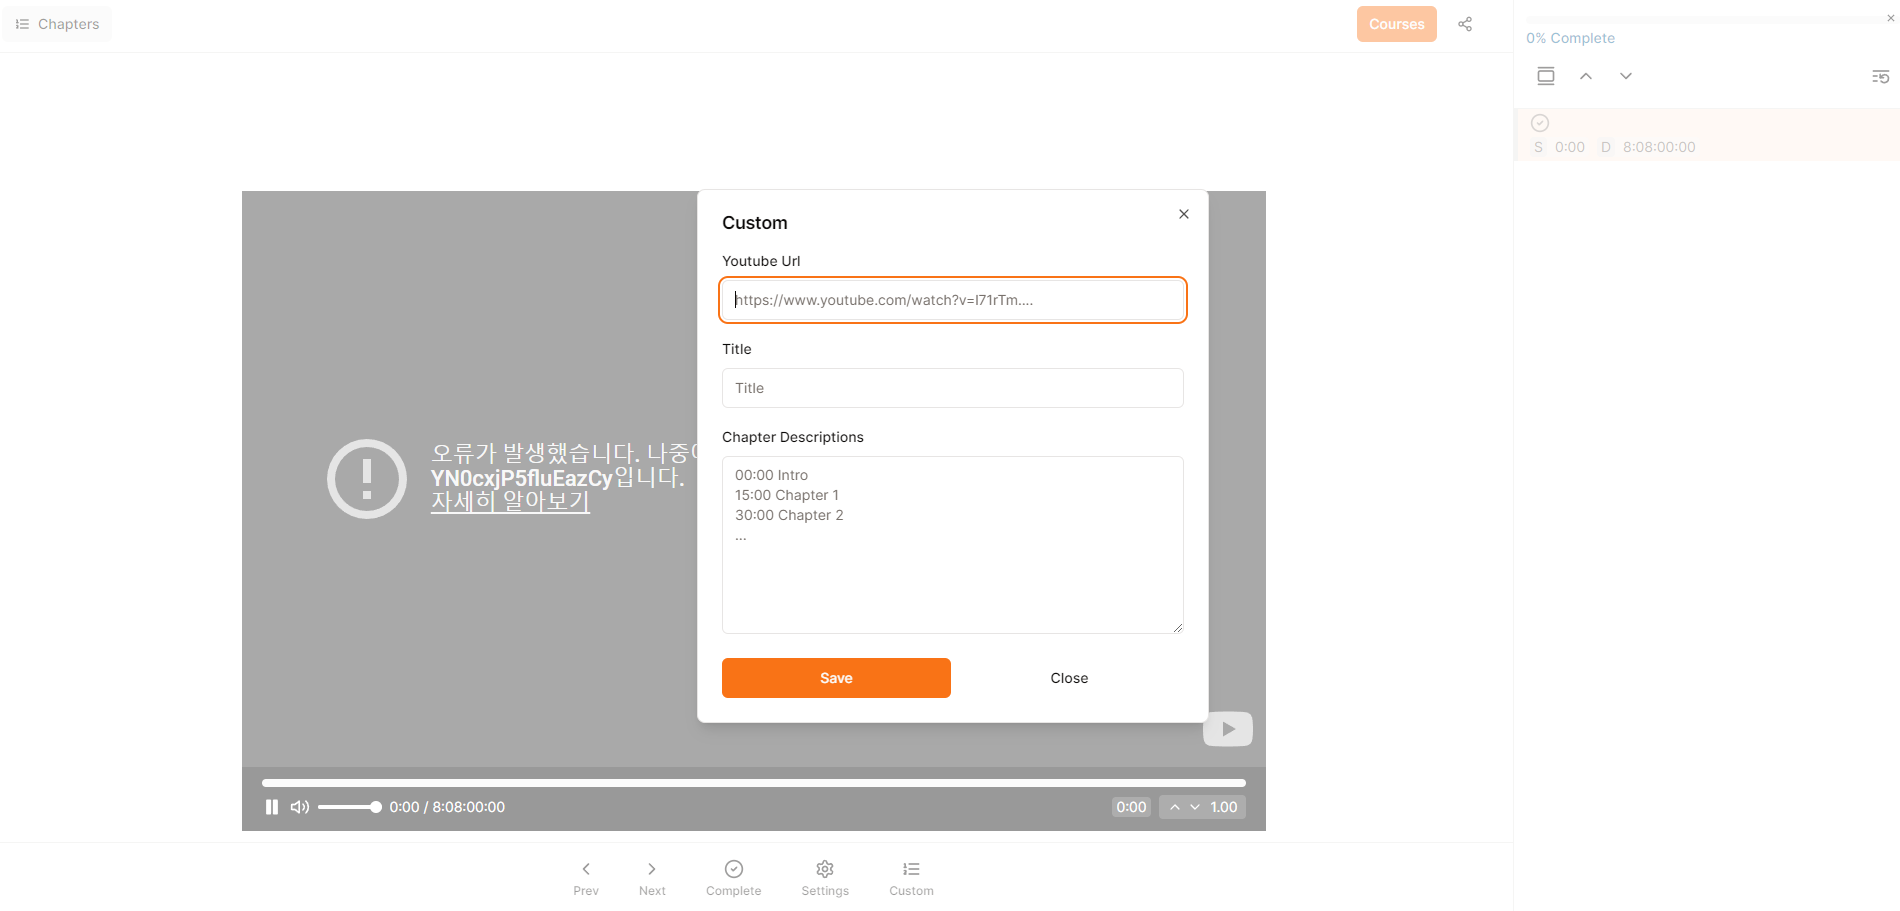 Chapters
Courses
0% Complete
S 0:00 D 8:08:00:00
Custom
Youtube Url
https://www.youtube.com/watch?v=I71rTm....
Title
Title
Chapter Descriptions
00:00 Intro
15:00 Chapter 1
30:00 Chapter 2
...
Save
Close
오류가 발생했습니다. 나중에
YN0cxjP5fluEazCy입니다.
자세히 알아보기
0:00 / 8:08:00:00
0:00
1.00
Prev
Next
Complete
Settings
Custom